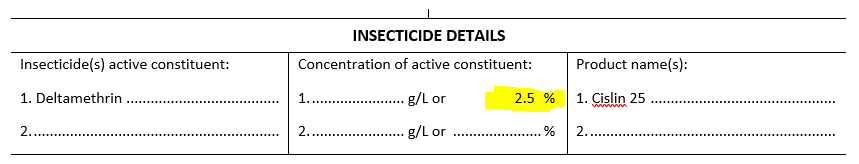 INSECTICIDE DETAILS
Insecticide(s) active constituent: Concentration of active constituent: Product name(s):
1. Deltamethrin ........................................ 1......................... g/L or 2.5 % 1. Cislin 25 ................................................
2............................................................... 2......................... g/L or .......................% 2...............................................................